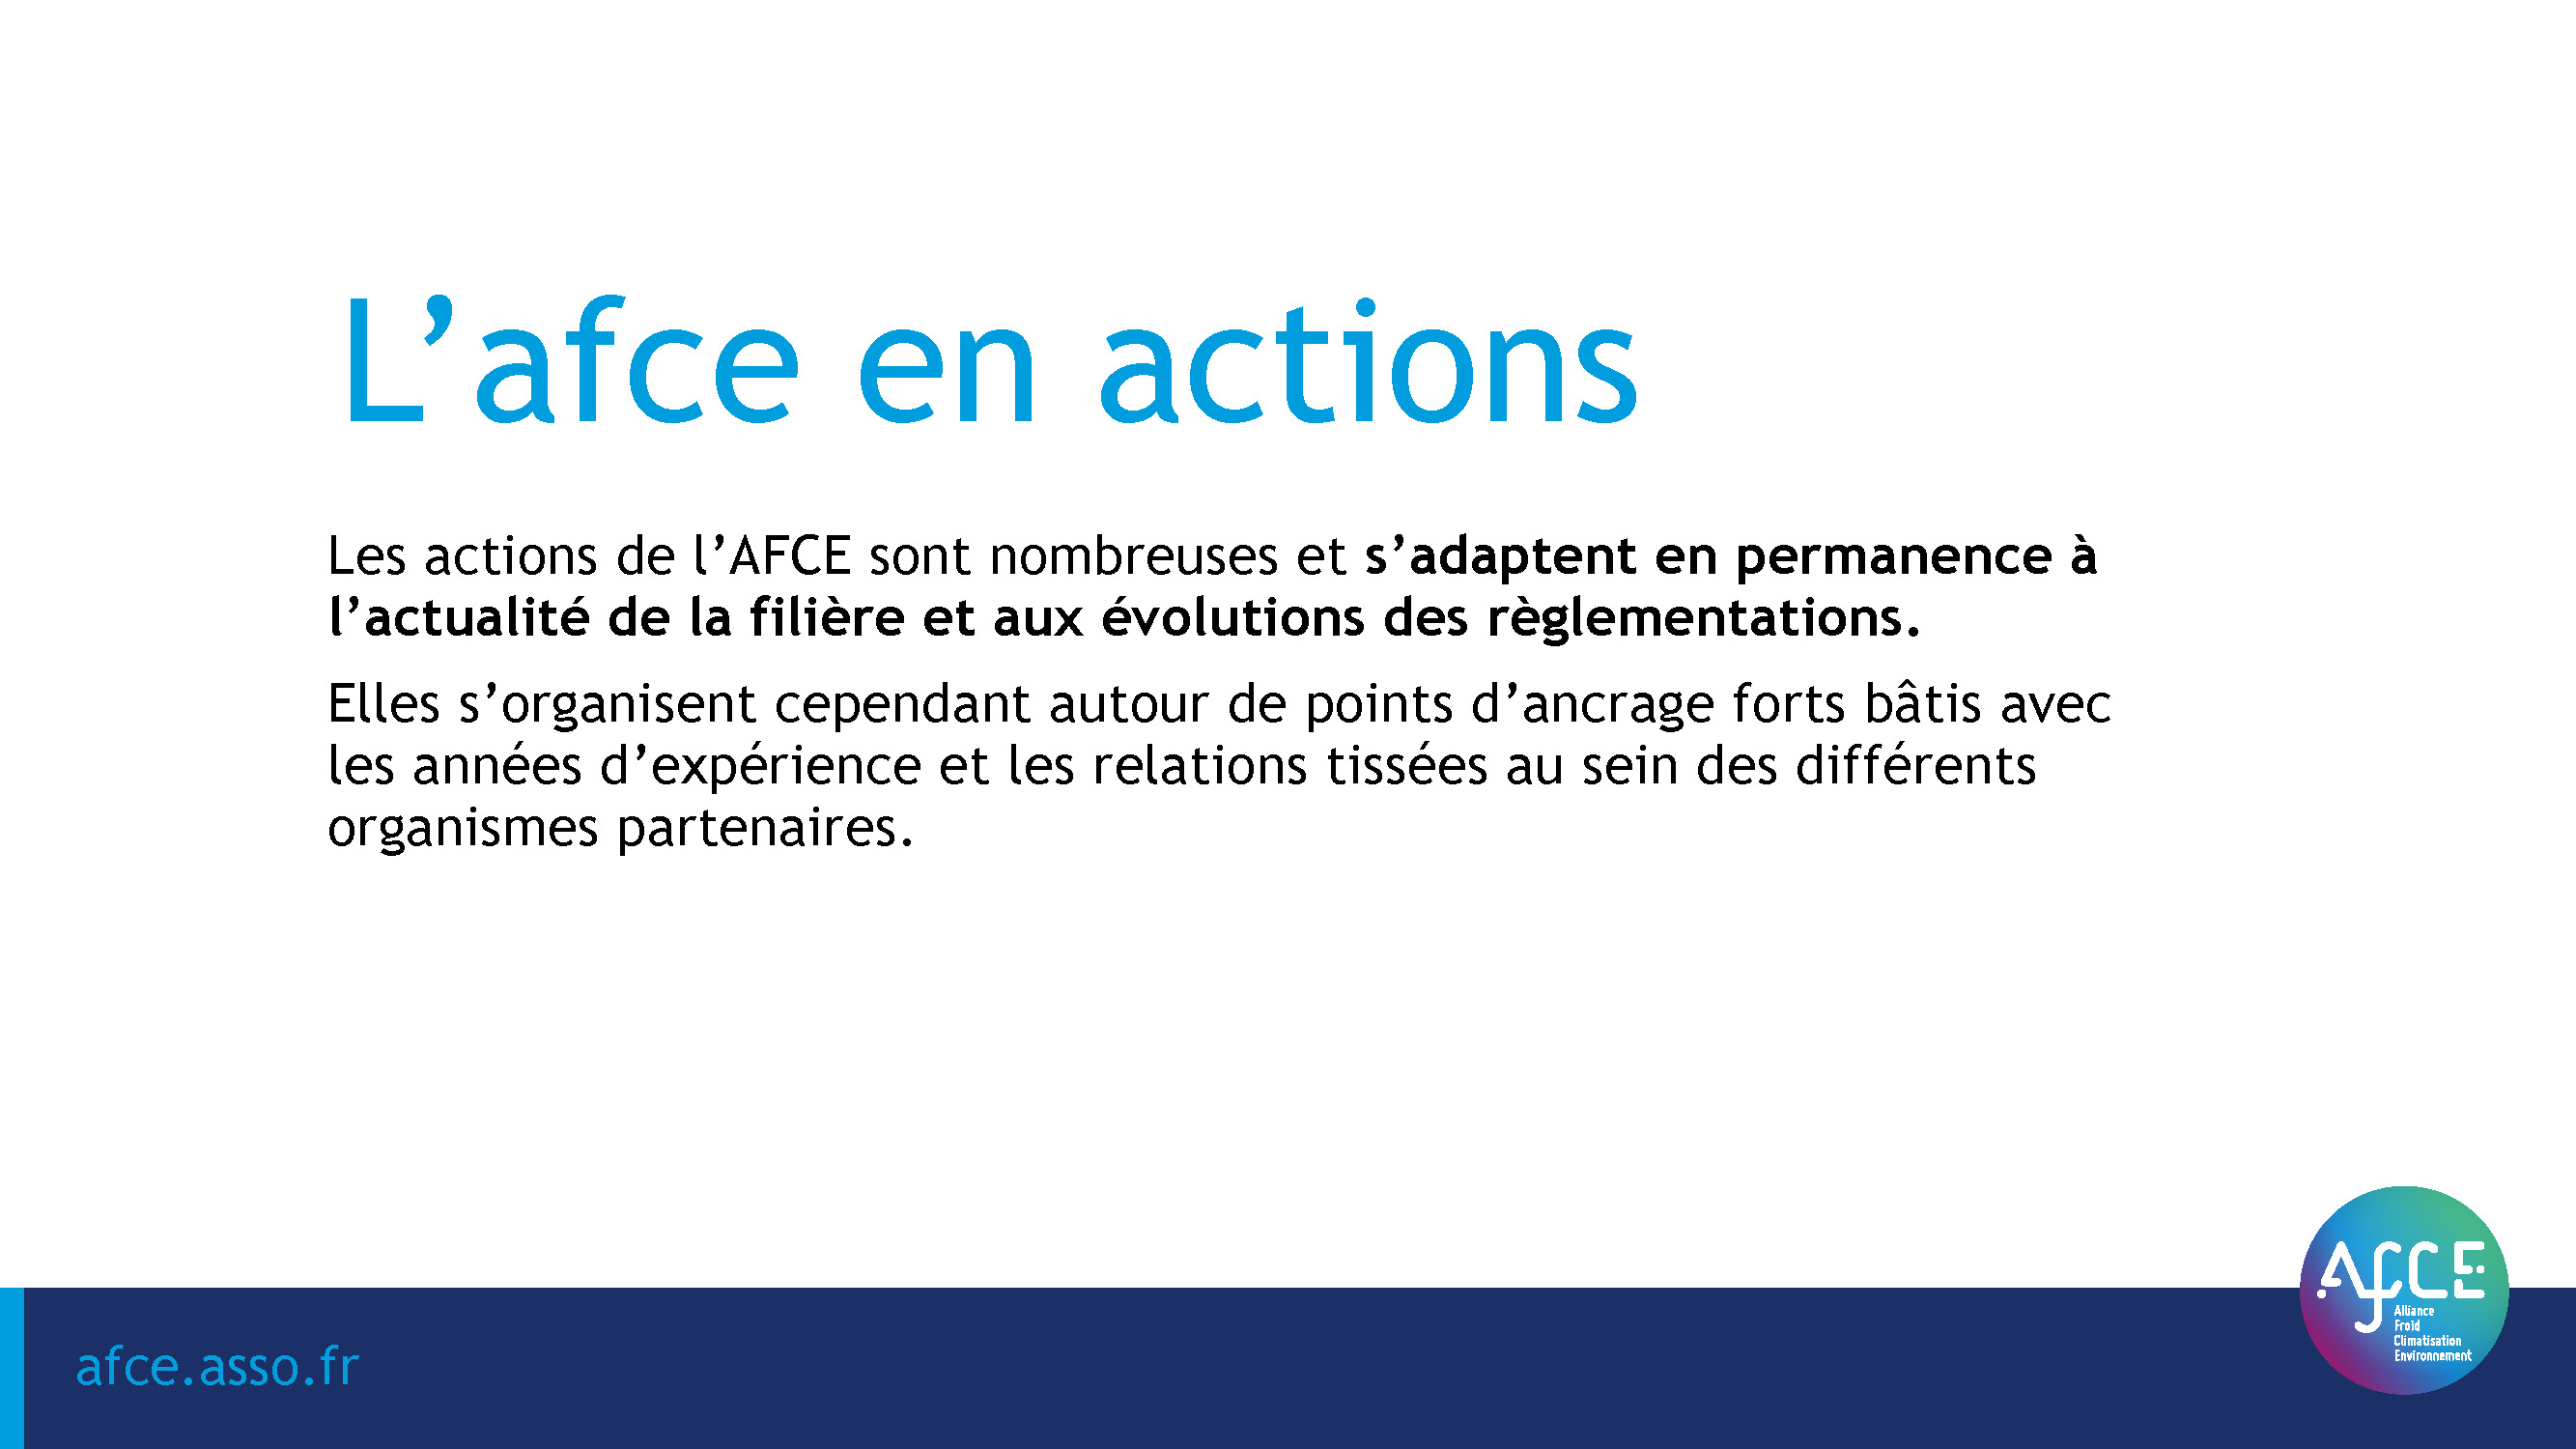 L’afce en actions
Les actions de l’AFCE sont nombreuses et s’adaptent en permanence à
l’actualité de la filière et aux évolutions des règlementations.
Elles s’organisent cependant autour de points d’ancrage forts bâtis avec
les années d’expérience et les relations tissées au sein des différents
organismes partenaires.
AfCE
Alliance
Froid
Climatisation
Environnement
afce.asso.fr